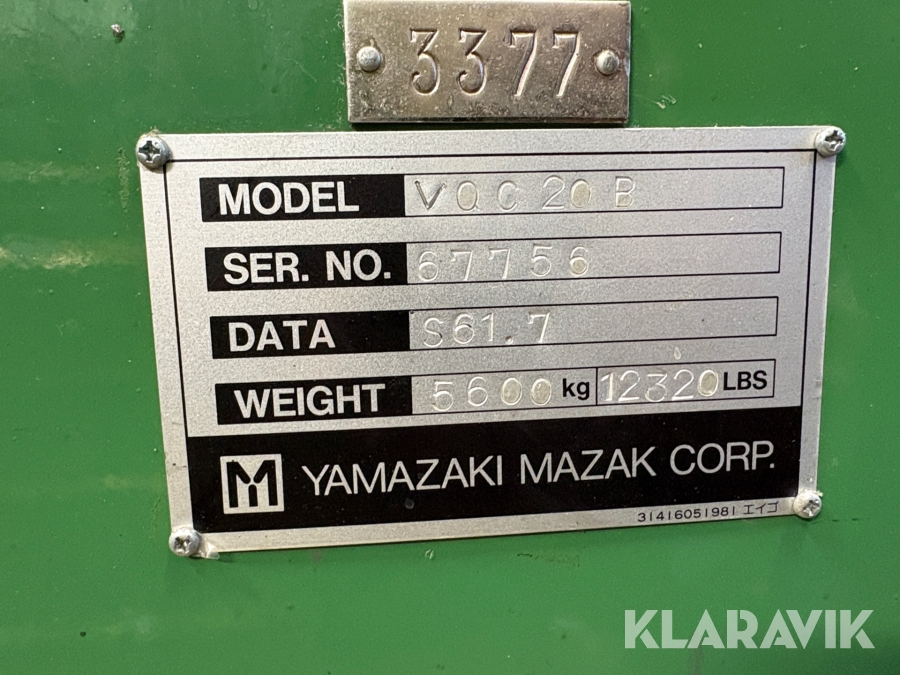 3377
MODEL VQC 20 B
SER. NO. 67756
DATA S61.7
WEIGHT 5600 kg 12320 LBS
YAMAZAKI MAZAK CORP.
31416051981 エイゴ
KLARAVIK